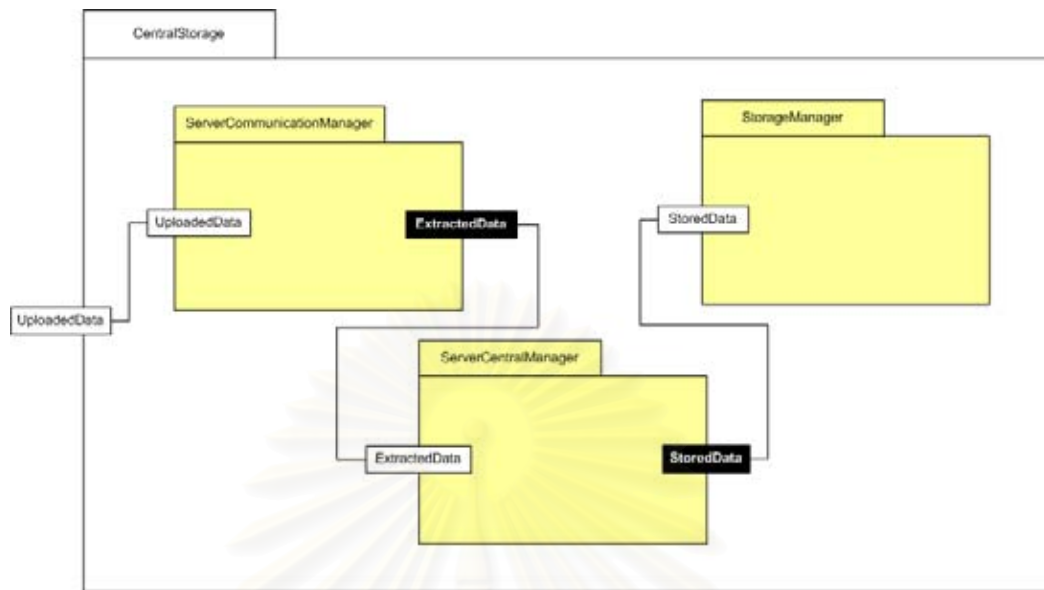 CentralStorage
ServerCommunicationManager
StorageManager
UploadedData
ExtractedData
StoredData
UploadedData
ServerCentralManager
ExtractedData
StoredData